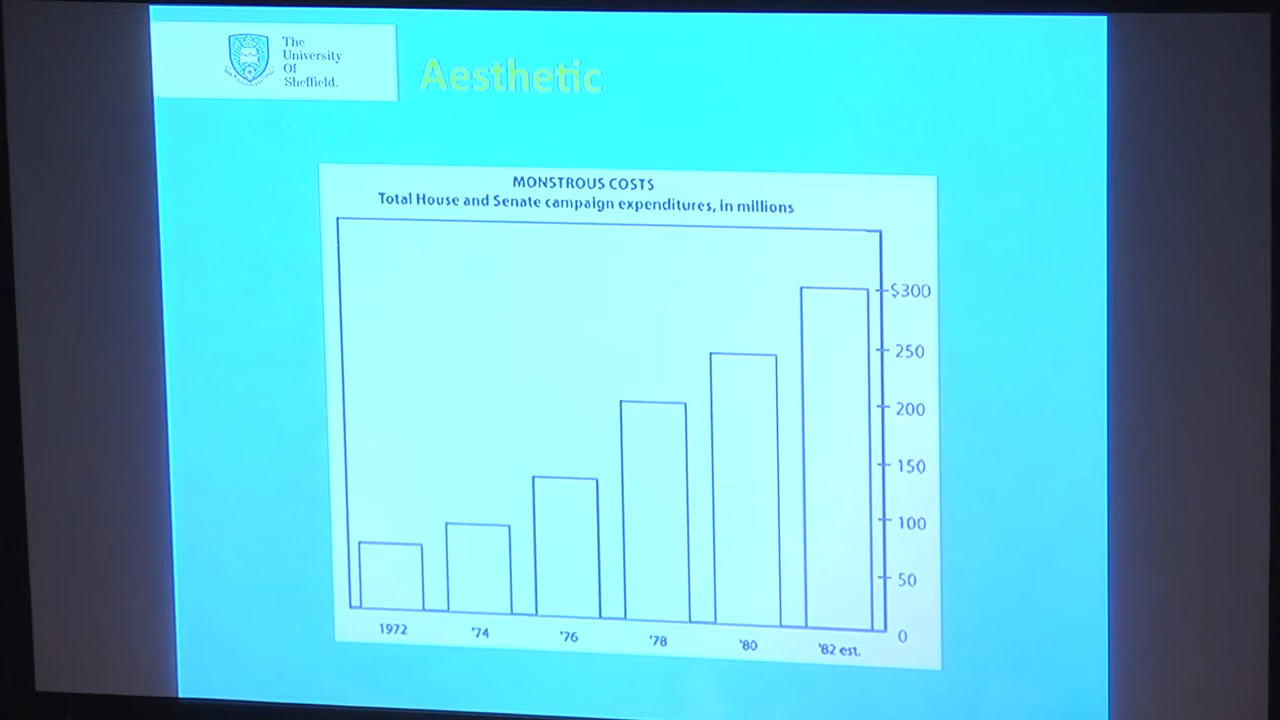 The
University
Of
Sheffield.
Aesthetic
MONSTROUS COSTS
Total House and Senate campaign expenditures, in millions
$300
250
200
150
100
50
0
1972 '74 '76 '78 '80 '82 est.